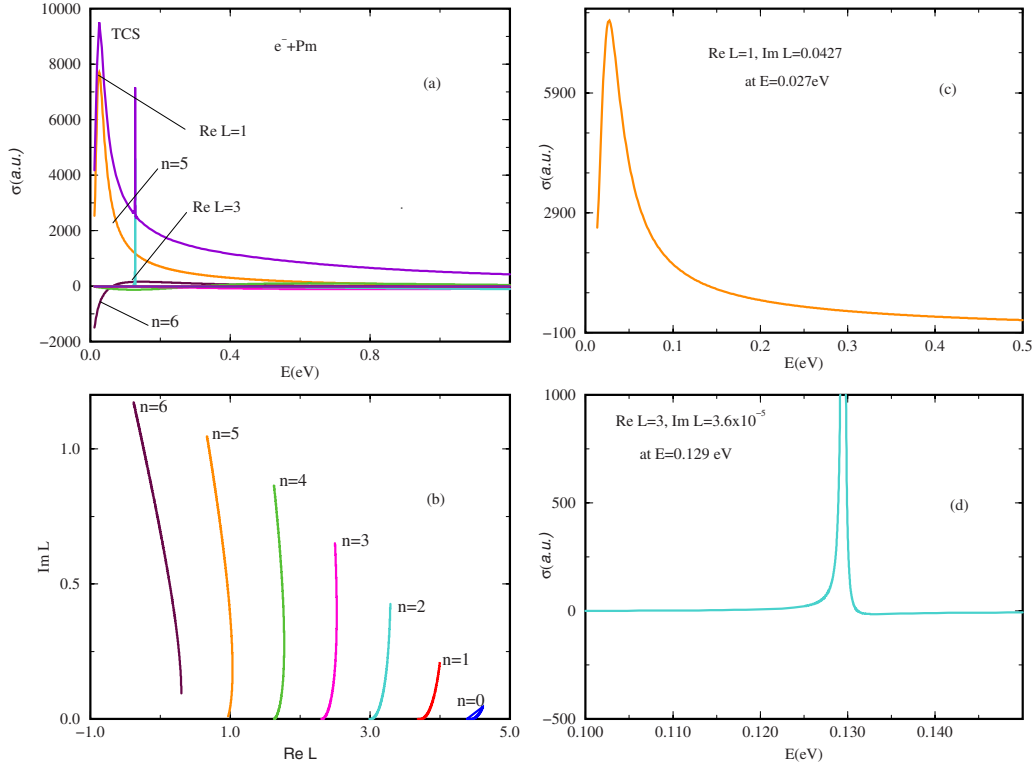 10000
8000
6000
4000
2000
0
−2000
σ(a.u.)
TCS
e⁻+Pm
(a)
Re L=1
n=5
Re L=3
n=6
0.0
0.4
0.8
E(eV)
5900
2900
−100
σ(a.u.)
Re L=1, Im L=0.0427
at E=0.027eV
(c)
0
0.1
0.2
0.3
0.4
0.5
E(eV)
1.0
0.5
0.0
Im L
n=6
n=5
n=4
n=3
n=2
n=1
n=0
(b)
−1.0
1.0
3.0
5.0
Re L
1000
500
0
−500
σ(a.u.)
Re L=3, Im L=3.6x10⁻⁵
at E=0.129 eV
(d)
0.100
0.110
0.120
0.130
0.140
E(eV)